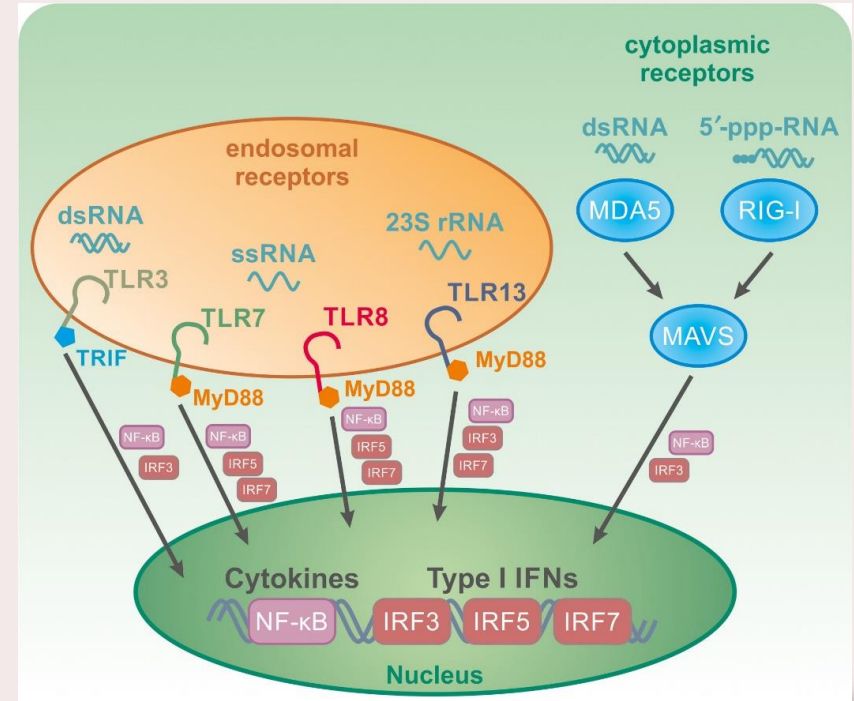 cytoplasmic
receptors
dsRNA
5′-ppp-RNA
MDA5
RIG-I
MAVS
NF-κB
IRF3
endosomal
receptors
dsRNA
TLR3
TRIF
NF-κB
IRF3
ssRNA
TLR7
MyD88
NF-κB
IRF5
IRF7
TLR8
MyD88
NF-κB
IRF5
IRF7
23S rRNA
TLR13
MyD88
NF-κB
IRF3
IRF7
Cytokines
Type I IFNs
NF-κB
IRF3
IRF5
IRF7
Nucleus